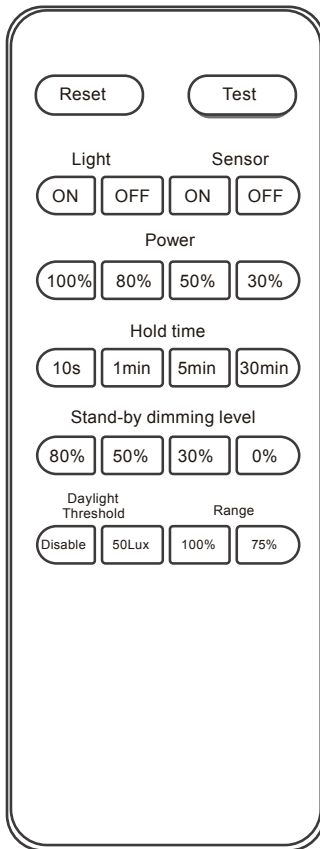 Reset Test
Light Sensor
ON OFF ON OFF
Power
100% 80% 50% 30%
Hold time
10s 1min 5min 30min
Stand-by dimming level
80% 50% 30% 0%
Daylight
Threshold Range
Disable 50Lux 100% 75%